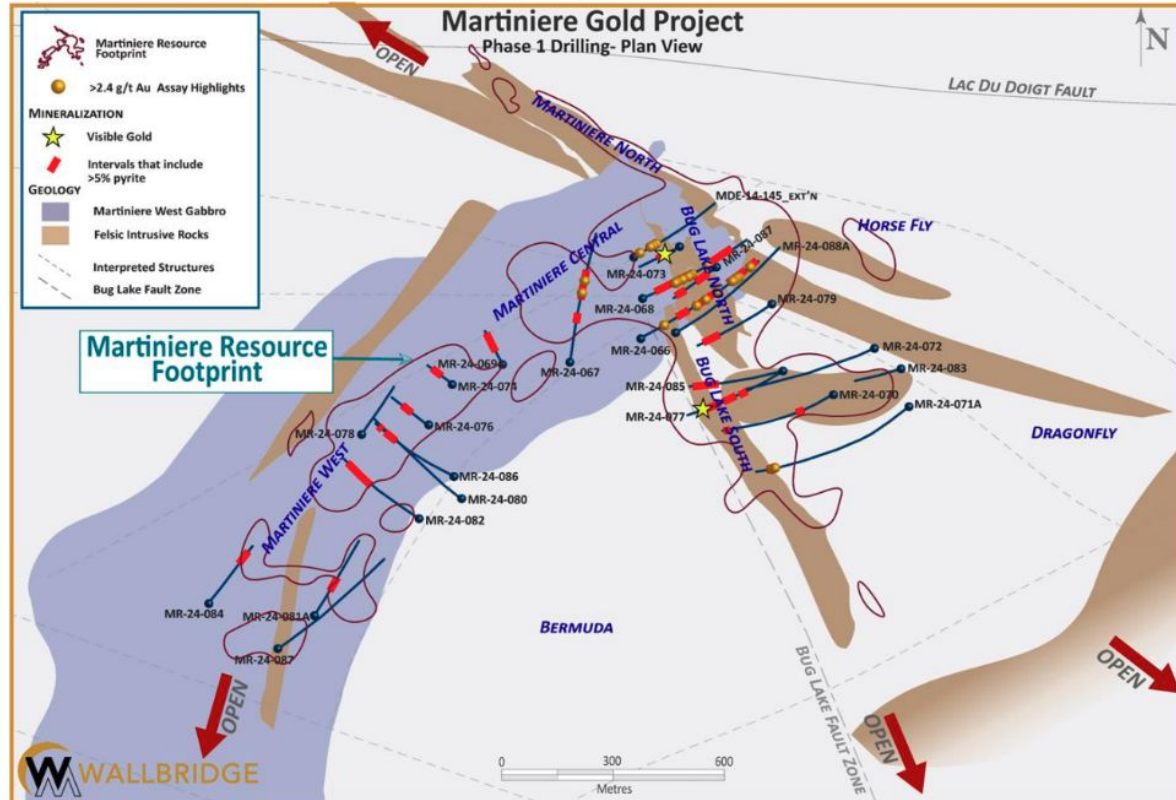 Martiniere Gold Project
Phase 1 Drilling- Plan View
Martiniere Resource
Footprint
>2.4 g/t Au Assay Highlights
MINERALIZATION
Visible Gold
Intervals that include
>5% pyrite
GEOLOGY
Martiniere West Gabbro
Felsic Intrusive Rocks
Interpreted Structures
Bug Lake Fault Zone
N
OPEN
LAC DU DOIGT FAULT
MARTINIERE NORTH
MDE-14-145_EXT'N
HORSE FLY
BUG LAKE NORTH
MR-24-087
MR-24-088A
MARTINIERE CENTRAL
MR-24-073
MR-24-068
MR-24-079
MR-24-066
Martiniere Resource
Footprint
MR-24-069
MR-24-067
MR-24-072
MR-24-074
MR-24-083
MR-24-085
MR-24-070
MR-24-077
MR-24-071A
MR-24-076
BUG LAKE SOUTH
MR-24-078
DRAGONFLY
MARTINIERE WEST
MR-24-086
MR-24-080
MR-24-082
MR-24-084
MR-24-081A
BERMUDA
MR-24-087
OPEN
BUG LAKE FAULT ZONE
OPEN
OPEN
WALLBRIDGE
0 300 600
Metres